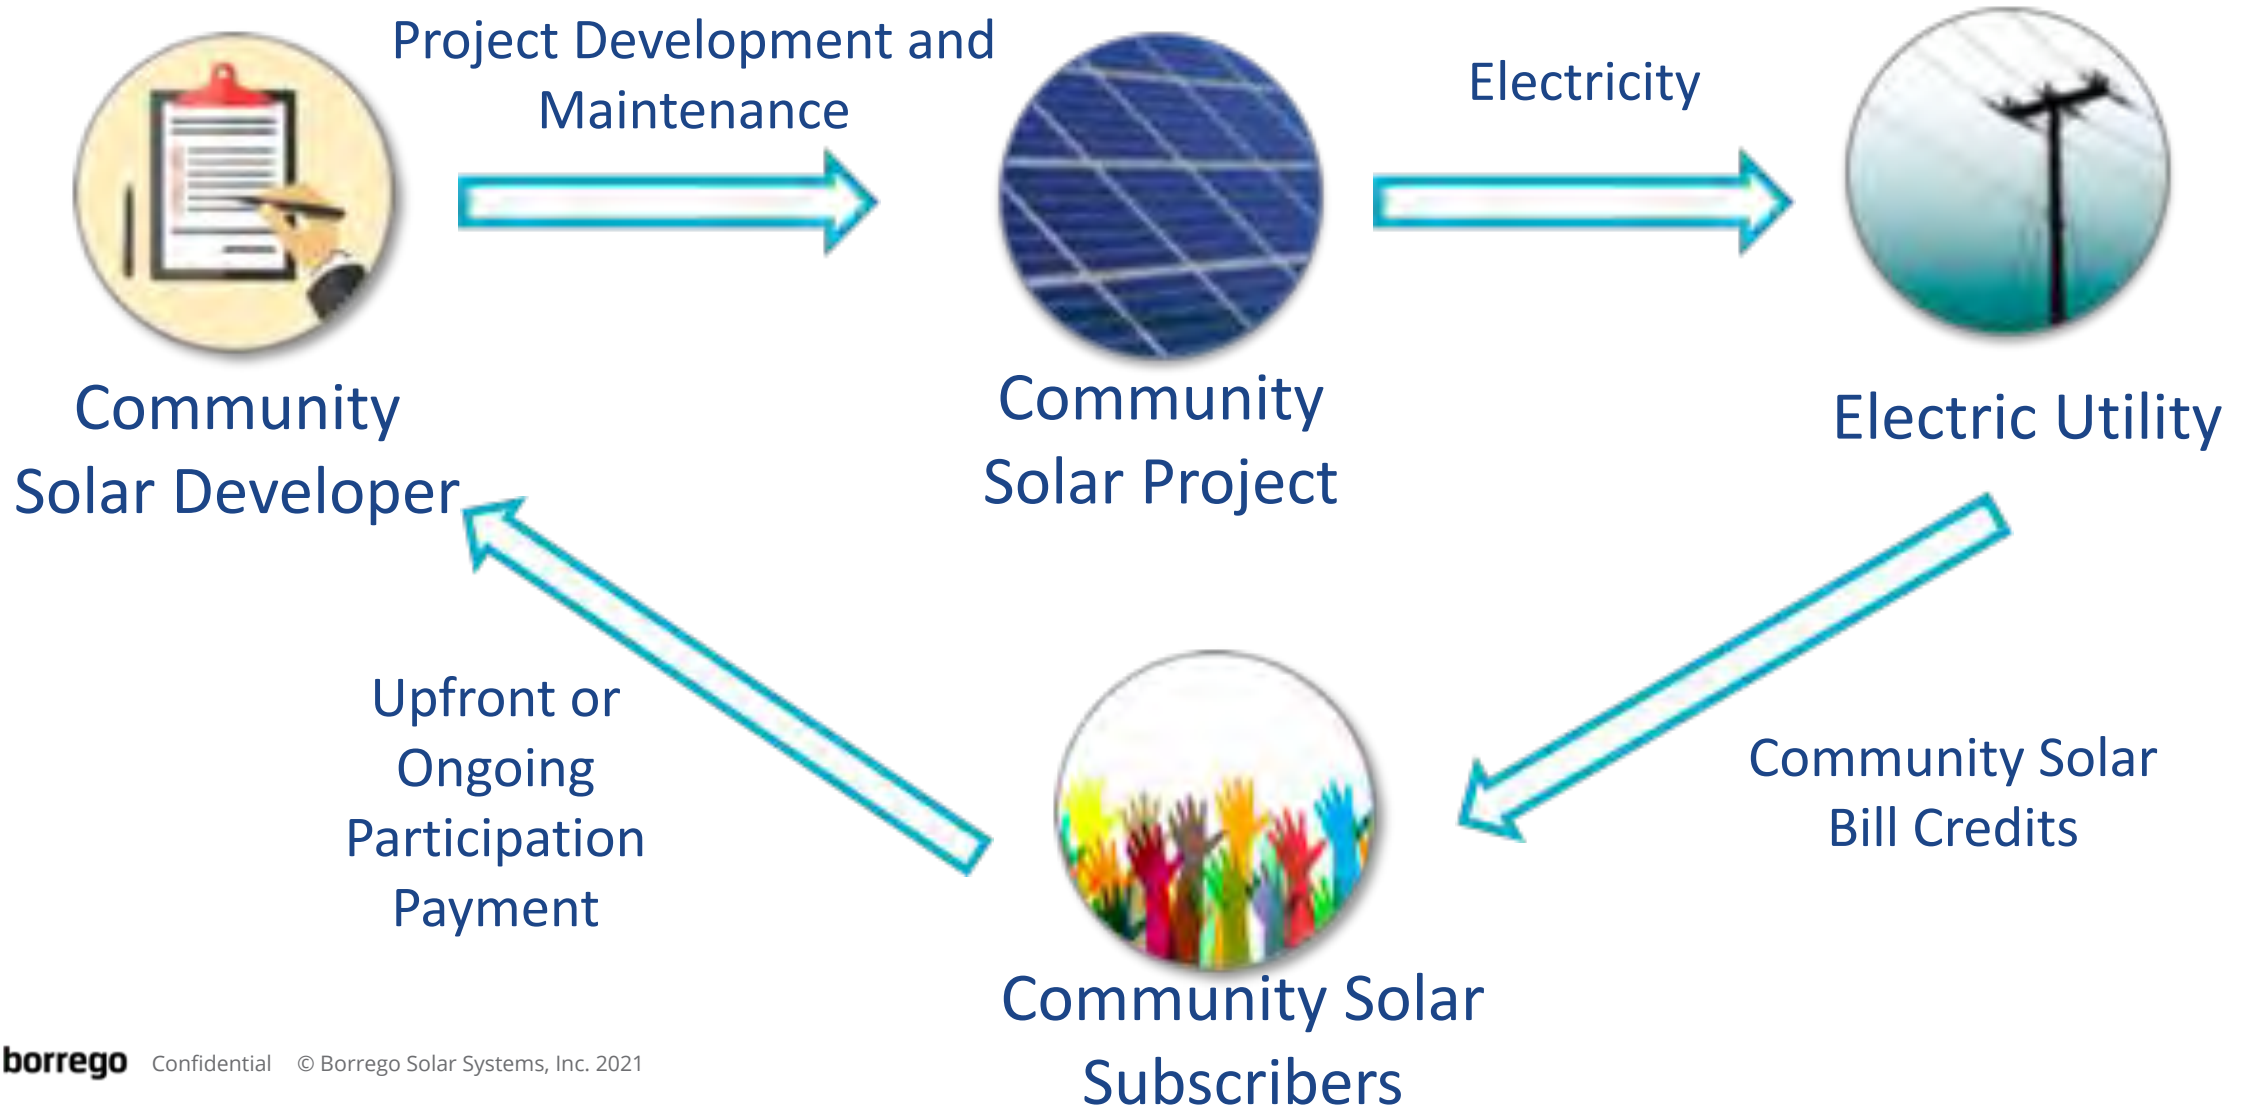 Project Development and
Maintenance
Electricity
Community
Solar Developer
Community
Solar Project
Electric Utility
Upfront or
Ongoing
Participation
Payment
Community Solar
Bill Credits
Community Solar
Subscribers
borrego Confidential © Borrego Solar Systems, Inc. 2021